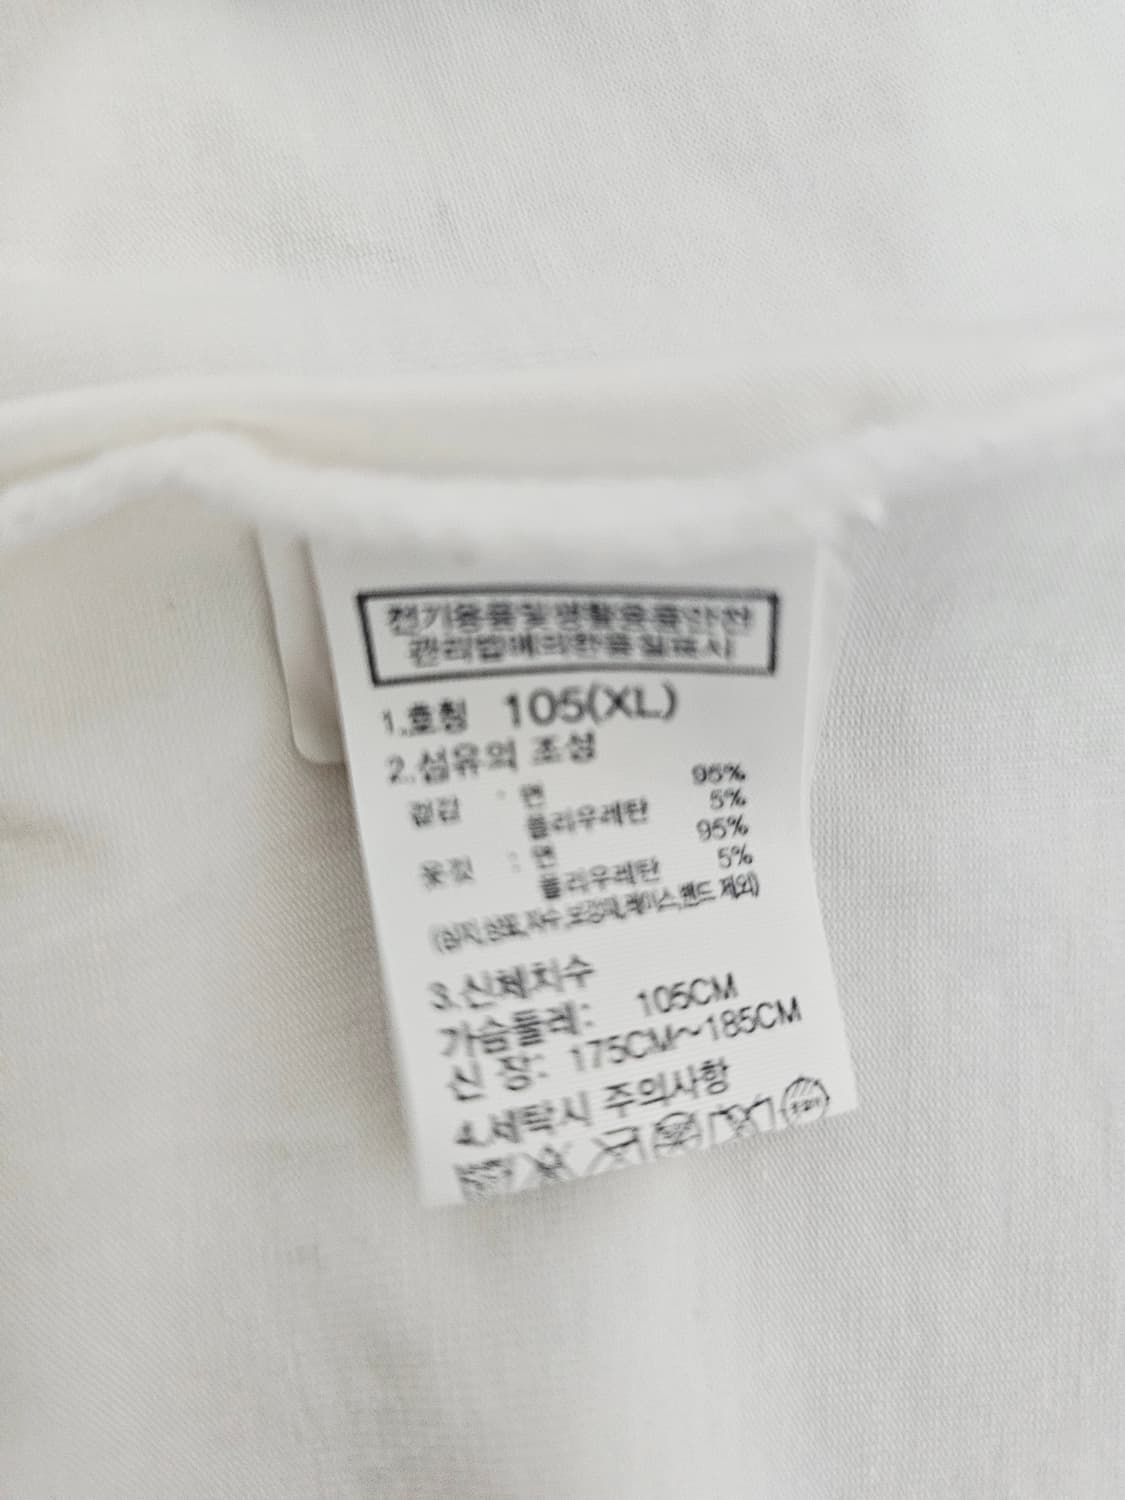 전기용품및생활용품안전
관리법에의한품질표시
1.호칭 105(XL)
2.섬유의 조성
겉감 : 면 95%
폴리우레탄 5%
: 면 95%
폴리우레탄 5%
제외)
3.신체치수
가슴둘레: 105CM
신 장: 175CM~185CM
4.세탁시 주의사항